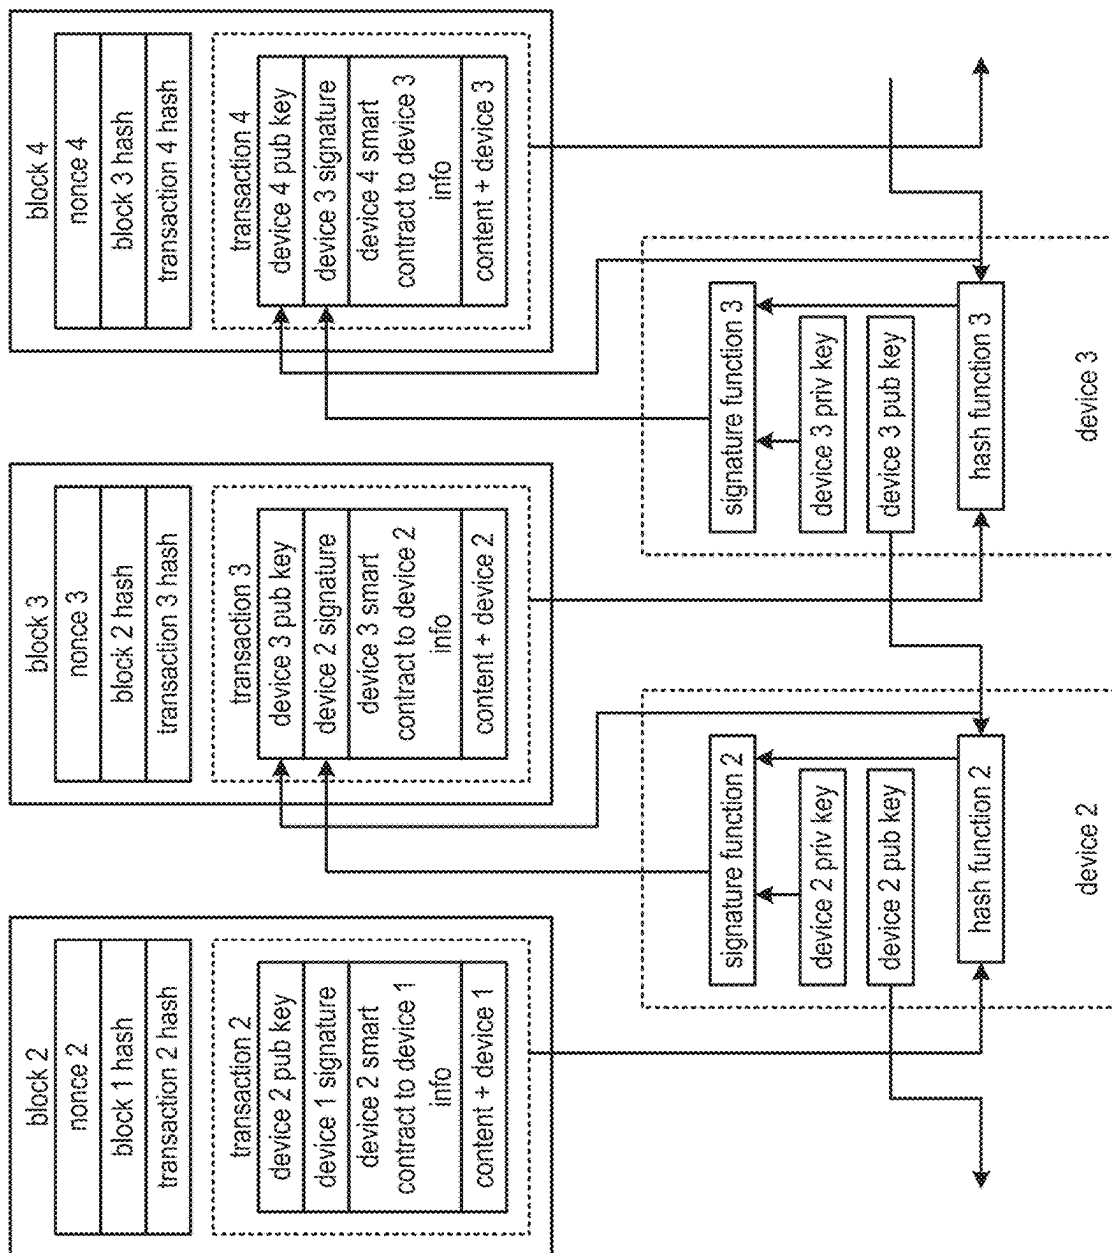 block 2
nonce 2
block 1 hash
transaction 2 hash
transaction 2
device 2 pub key
device 1 signature
device 2 smart
contract to device 1
info
content + device 1
block 3
nonce 3
block 2 hash
transaction 3 hash
transaction 3
device 3 pub key
device 2 signature
device 3 smart
contract to device 2
info
content + device 2
block 4
nonce 4
block 3 hash
transaction 4 hash
transaction 4
device 4 pub key
device 3 signature
device 4 smart
contract to device 3
info
content + device 3
signature function 2
device 2 priv key
device 2 pub key
hash function 2
device 2
signature function 3
device 3 priv key
device 3 pub key
hash function 3
device 3